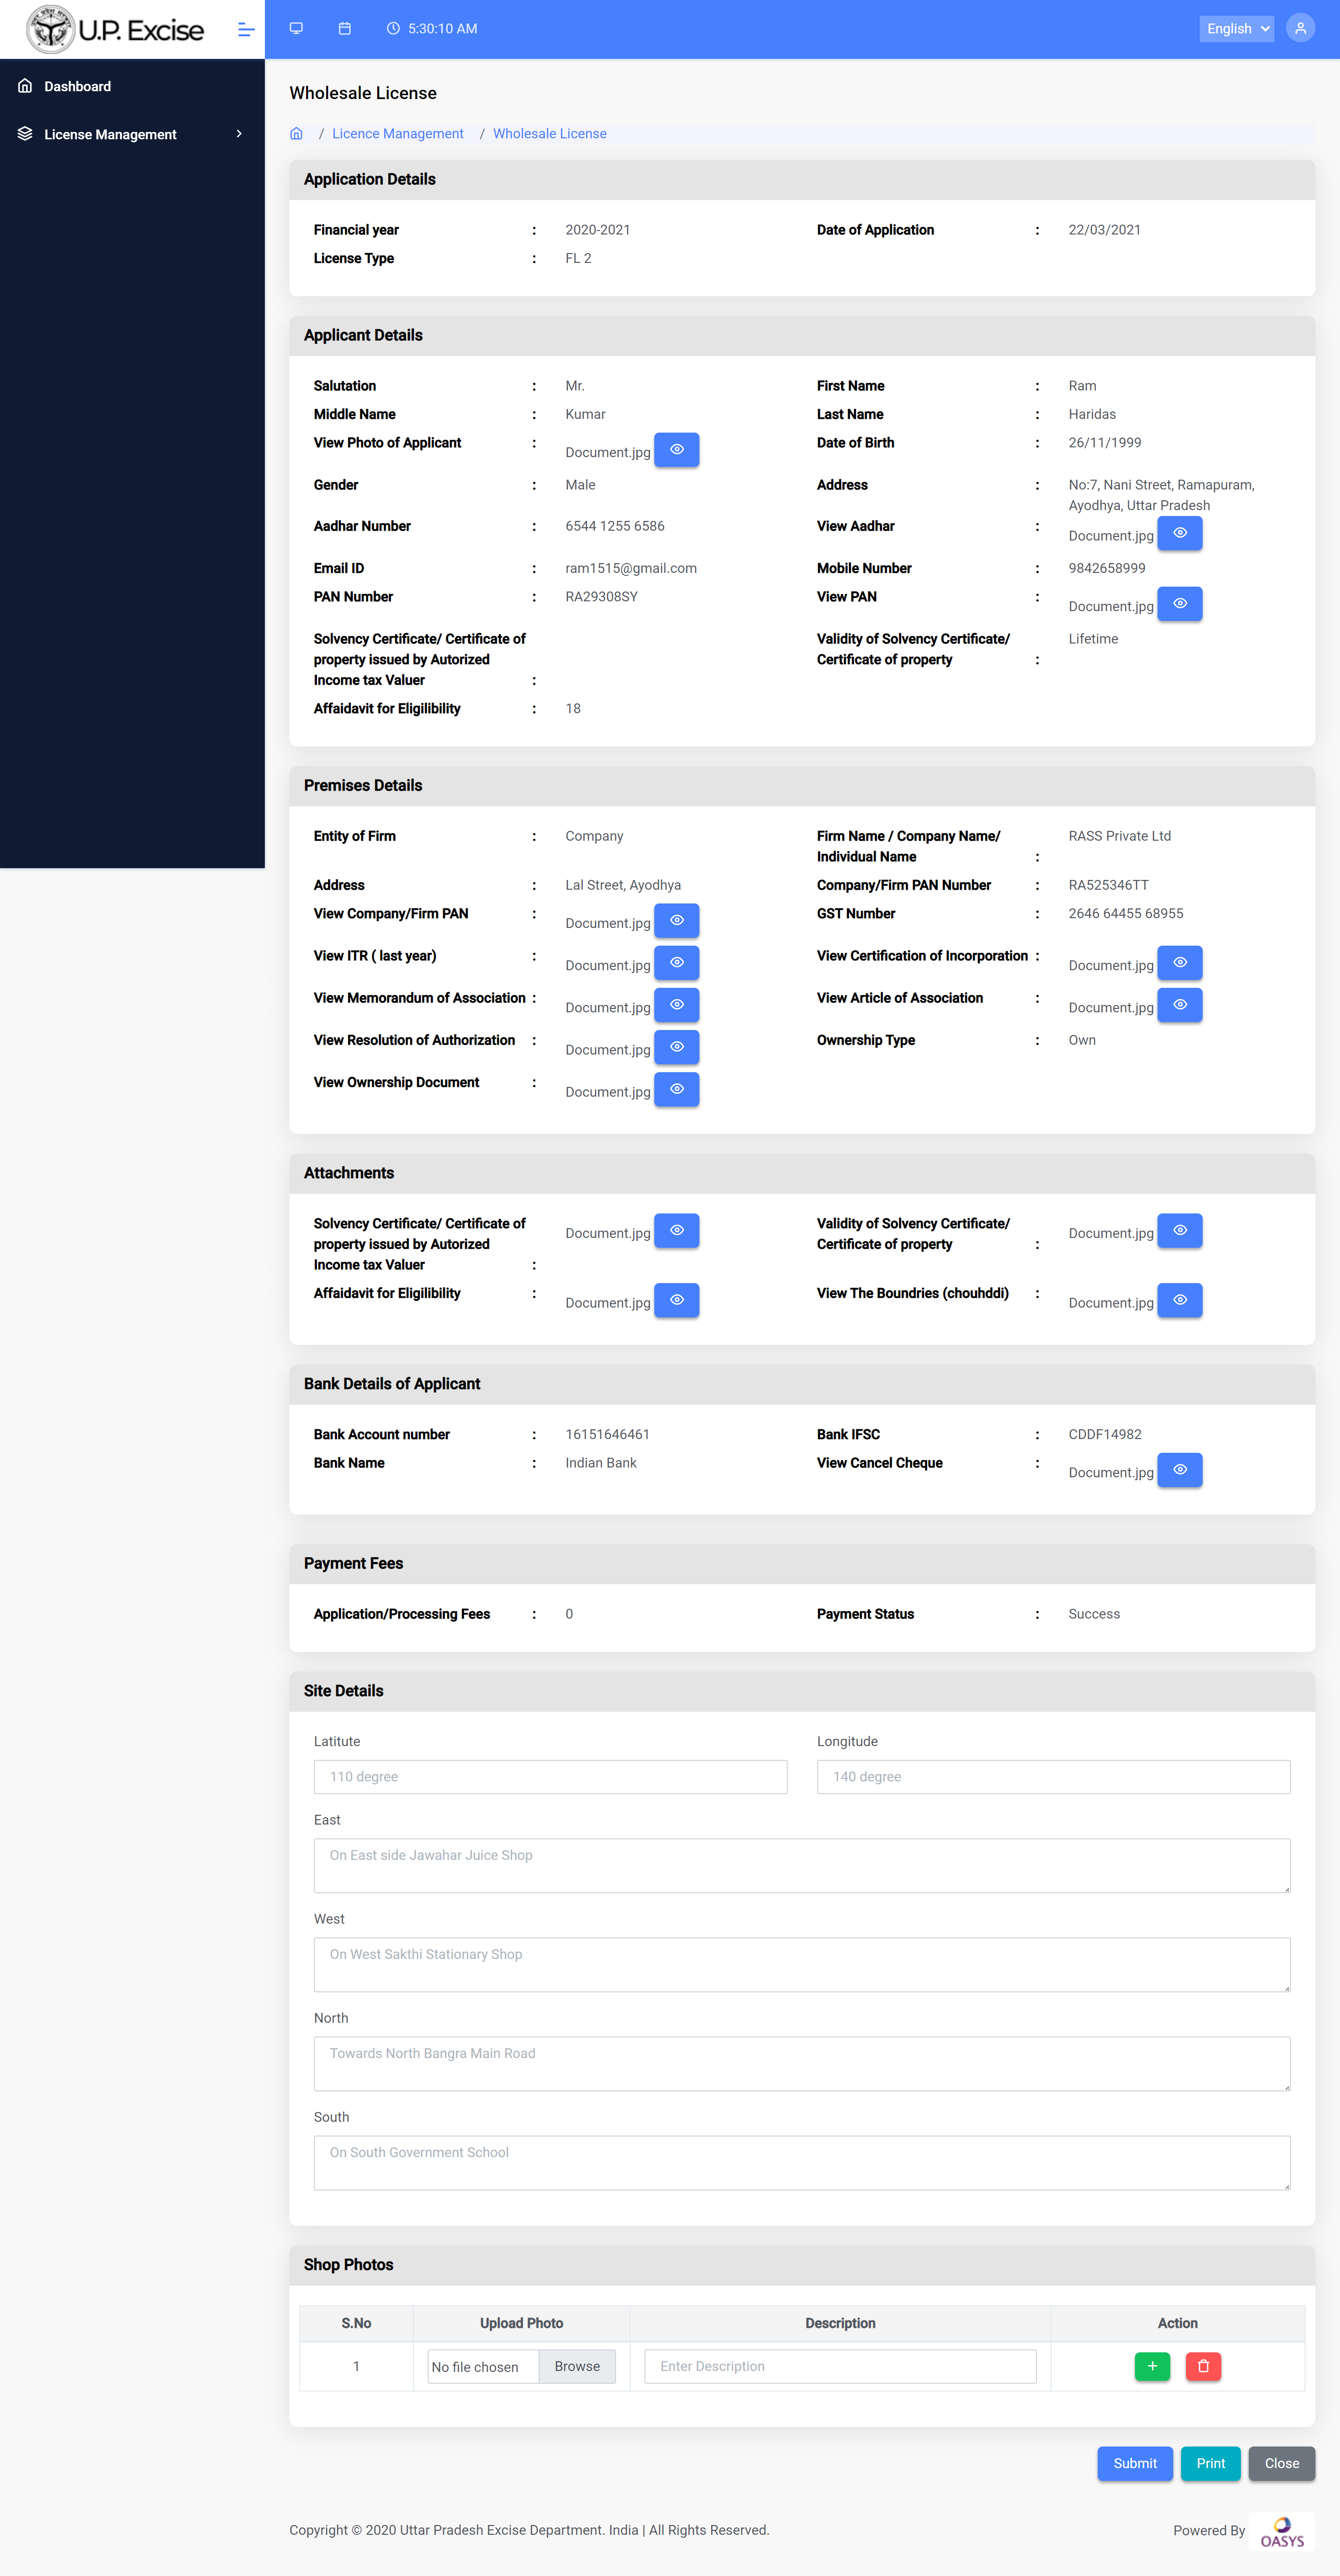 U.P. Excise
5:30:10 AM
English
Dashboard
License Management
Wholesale License
/ Licence Management / Wholesale License
Application Details
Financial year : 2020-2021 Date of Application : 22/03/2021
License Type : FL 2
Applicant Details
Salutation : Mr. First Name : Ram
Middle Name : Kumar Last Name : Haridas
View Photo of Applicant : Document.jpg Date of Birth : 26/11/1999
Gender : Male Address : No:7, Nani Street, Ramapuram,
Ayodhya, Uttar Pradesh
Aadhar Number : 6544 1255 6586 View Aadhar : Document.jpg
Email ID : ram1515@gmail.com Mobile Number : 9842658999
PAN Number : RA29308SY View PAN : Document.jpg
Solvency Certificate/ Certificate of Validity of Solvency Certificate/ Lifetime
property issued by Autorized Certificate of property :
Income tax Valuer :
Affaidavit for Eligilibility : 18
Premises Details
Entity of Firm : Company Firm Name / Company Name/ RASS Private Ltd
Individual Name :
Address : Lal Street, Ayodhya Company/Firm PAN Number : RA525346TT
View Company/Firm PAN : Document.jpg GST Number : 2646 64455 68955
View ITR ( last year) : Document.jpg View Certification of Incorporation : Document.jpg
View Memorandum of Association : Document.jpg View Article of Association : Document.jpg
View Resolution of Authorization : Document.jpg Ownership Type : Own
View Ownership Document : Document.jpg
Attachments
Solvency Certificate/ Certificate of Document.jpg Validity of Solvency Certificate/ Document.jpg
property issued by Autorized Certificate of property :
Income tax Valuer :
Affaidavit for Eligilibility : Document.jpg View The Boundries (chouhddi) : Document.jpg
Bank Details of Applicant
Bank Account number : 16151646461 Bank IFSC : CDDF14982
Bank Name : Indian Bank View Cancel Cheque : Document.jpg
Payment Fees
Application/Processing Fees : 0 Payment Status : Success
Site Details
Latitute Longitude
110 degree 140 degree
East
On East side Jawahar Juice Shop
West
On West Sakthi Stationary Shop
North
Towards North Bangra Main Road
South
On South Government School
Shop Photos
S.No Upload Photo Description Action
1 No file chosen Browse Enter Description
Submit Print Close
Copyright © 2020 Uttar Pradesh Excise Department. India | All Rights Reserved. Powered By OASYS